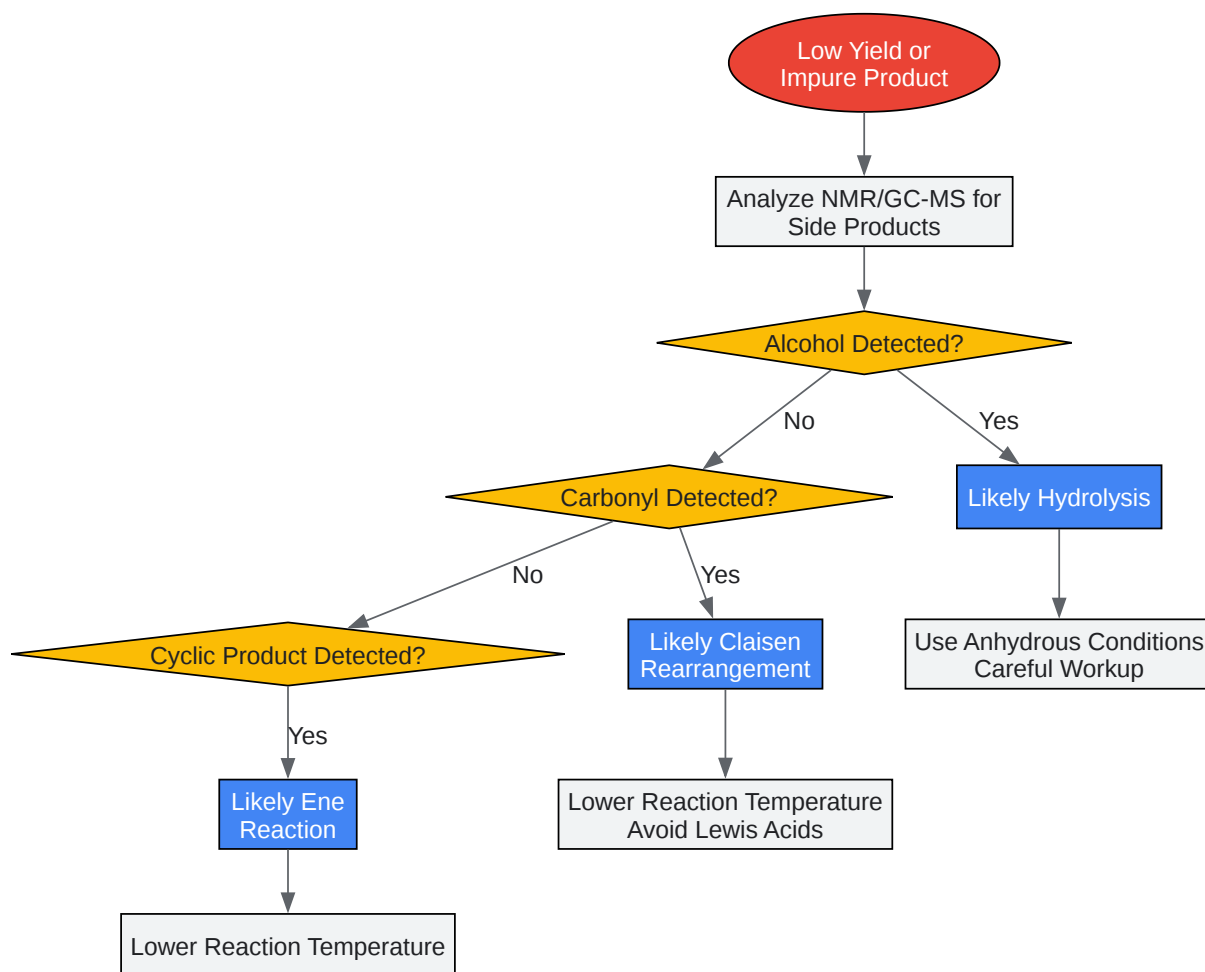 Low Yield or
Impure Product
Analyze NMR/GC-MS for
Side Products
Alcohol Detected?
No
Yes
Carbonyl Detected?
Likely Hydrolysis
No
Yes
Use Anhydrous Conditions
Careful Workup
Cyclic Product Detected?
Likely Claisen
Rearrangement
Yes
Likely Ene
Reaction
Lower Reaction Temperature
Avoid Lewis Acids
Lower Reaction Temperature